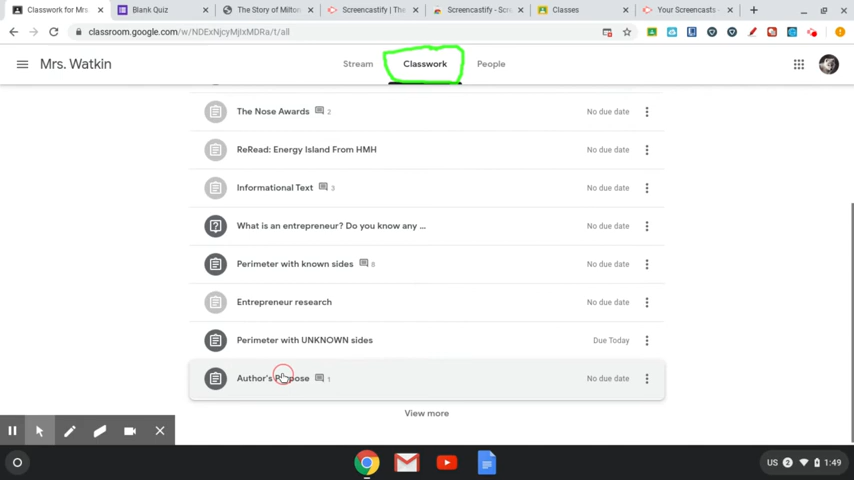 Classwork for Mrs.
Blank Quiz
The Story of Milton
Screencastify | The
Screencastify - Scr
Classes
Your Screencasts -
classroom.google.com/w/NDExNjcyMjIxMDRa/t/all
Mrs. Watkin
Stream
Classwork
People
The Nose Awards 2 No due date
ReRead: Energy Island From HMH No due date
Informational Text 3 No due date
What is an entrepreneur? Do you know any ... No due date
Perimeter with known sides 8 No due date
Entrepreneur research No due date
Perimeter with UNKNOWN sides Due Today
Author's Purpose 1 No due date
View more
US 2 1:49